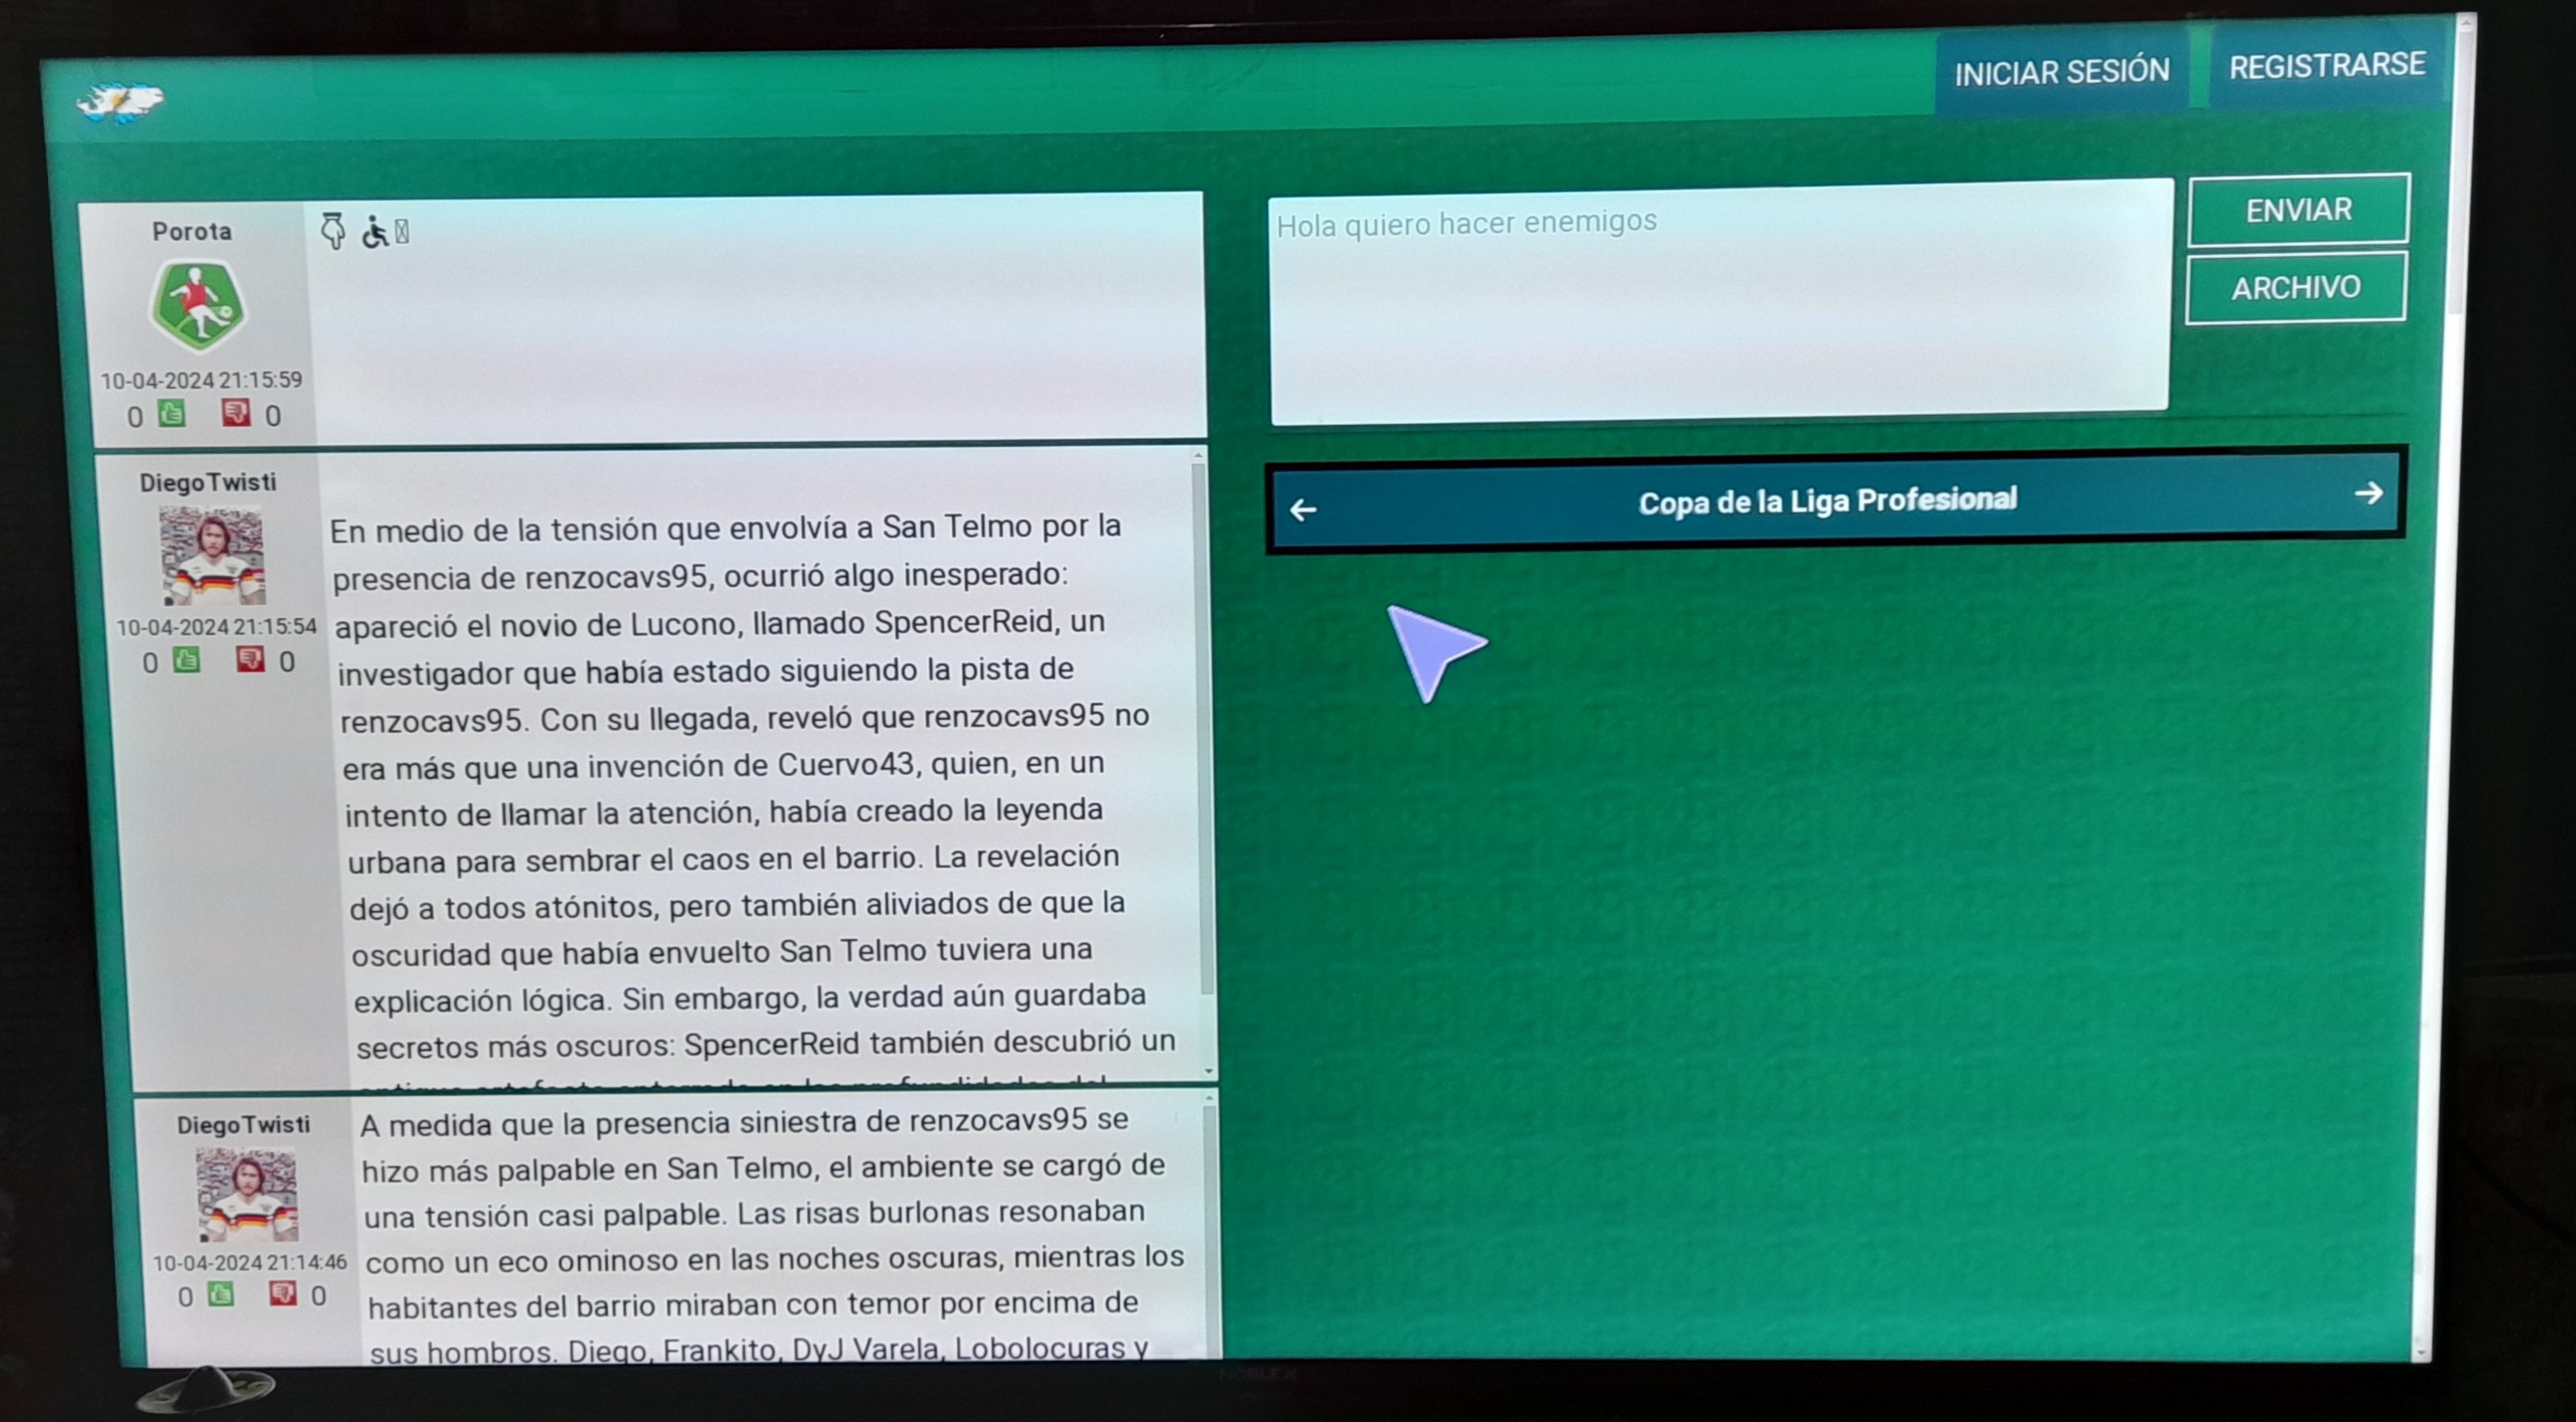 INICIAR SESIÓN
REGISTRARSE
Porota
10-04-2024 21:15:59
0 0
Hola quiero hacer enemigos
ENVIAR
ARCHIVO
Copa de la Liga Profesional
DiegoTwisti
10-04-2024 21:15:54
0 0
En medio de la tensión que envolvía a San Telmo por la
presencia de renzocavs95, ocurrió algo inesperado:
apareció el novio de Lucono, llamado SpencerReid, un
investigador que había estado siguiendo la pista de
renzocavs95. Con su llegada, reveló que renzocavs95 no
era más que una invención de Cuervo43, quien, en un
intento de llamar la atención, había creado la leyenda
urbana para sembrar el caos en el barrio. La revelación
dejó a todos atónitos, pero también aliviados de que la
oscuridad que había envuelto San Telmo tuviera una
explicación lógica. Sin embargo, la verdad aún guardaba
secretos más oscuros: SpencerReid también descubrió un
DiegoTwisti
10-04-2024 21:14:46
0 0
A medida que la presencia siniestra de renzocavs95 se
hizo más palpable en San Telmo, el ambiente se cargó de
una tensión casi palpable. Las risas burlonas resonaban
como un eco ominoso en las noches oscuras, mientras los
habitantes del barrio miraban con temor por encima de
sus hombros. Diego, Frankito, DyJ Varela, Lobolocuras y
NOBLEX